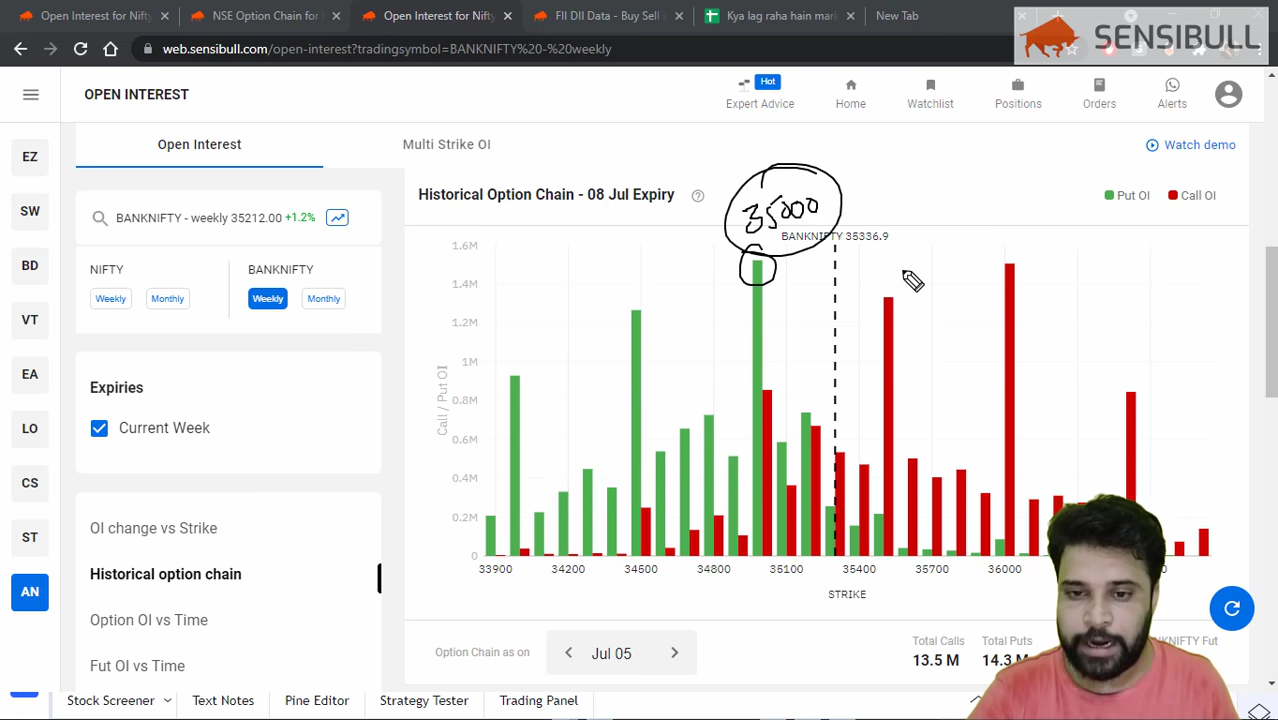 Open Interest for Nifty
NSE Option Chain for
Open Interest for Nifty
FII DII Data - Buy Sell
Kya lag raha hain mar
New Tab
web.sensibull.com/open-interest?tradingsymbol=BANKNIFTY%20-%20weekly
SENSIBULL
OPEN INTEREST
Hot
Expert Advice
Home
Watchlist
Positions
Orders
Alerts
EZ
SW
BD
VT
EA
LO
CS
ST
AN
Open Interest
Multi Strike OI
Watch demo
BANKNIFTY - weekly 35212.00 +1.2%
NIFTY
BANKNIFTY
Weekly
Monthly
Weekly
Monthly
Expiries
Current Week
OI change vs Strike
Historical option chain
Option OI vs Time
Fut OI vs Time
Historical Option Chain - 08 Jul Expiry
Put OI
Call OI
35000
BANKNIFTY 35336.9
1.6M
1.4M
1.2M
1M
0.8M
0.6M
0.4M
0.2M
0
Call / Put OI
33900
34200
34500
34800
35100
35400
35700
36000
STRIKE
Option Chain as on
Jul 05
Total Calls
13.5 M
Total Puts
14.3 M
Fut
Stock Screener
Text Notes
Pine Editor
Strategy Tester
Trading Panel